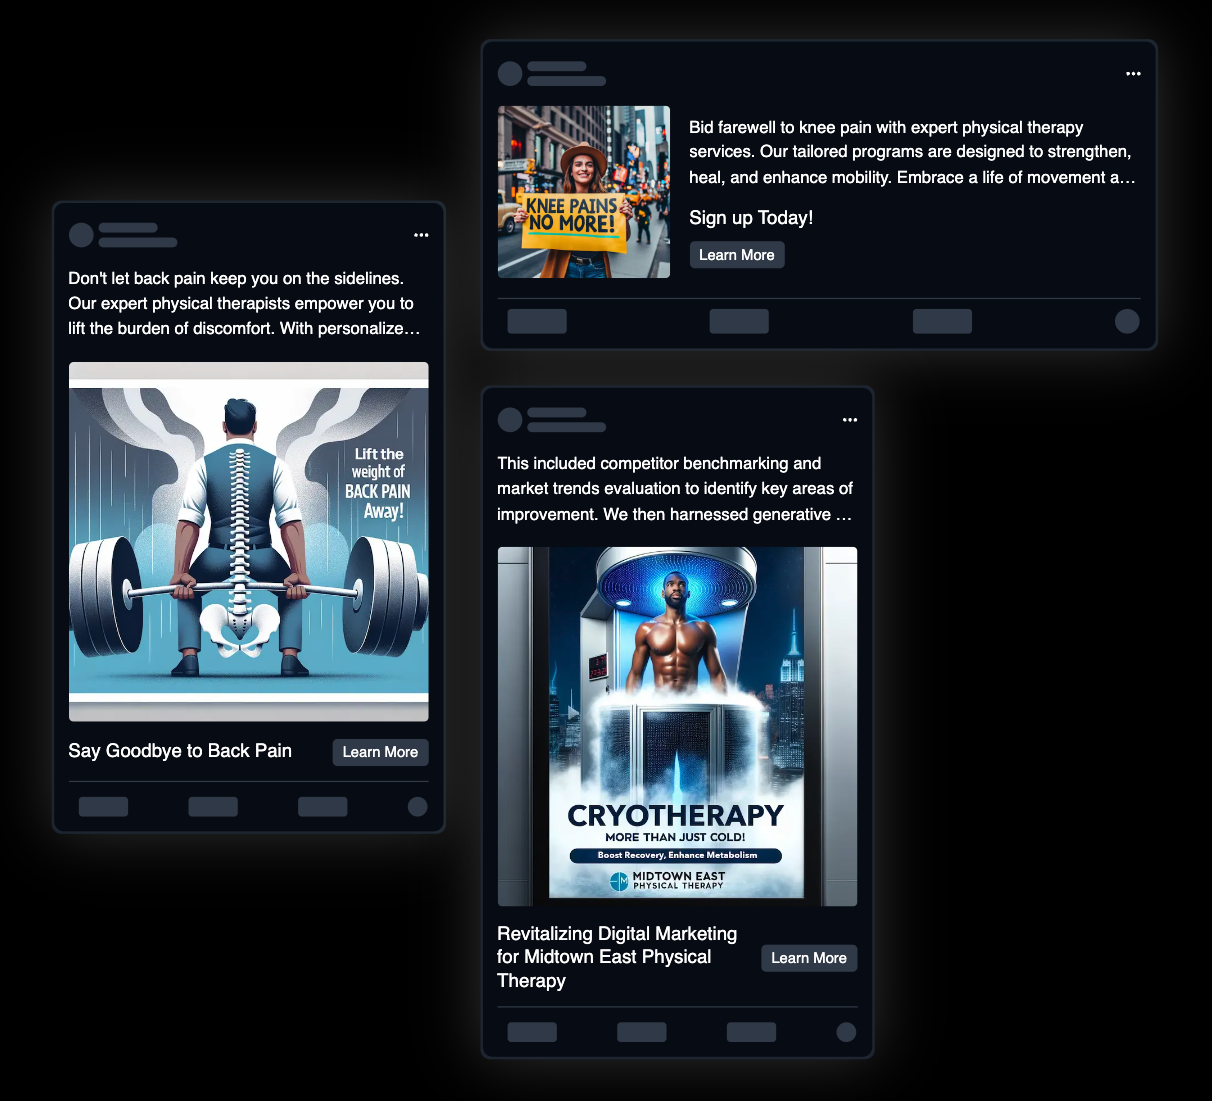 Don't let back pain keep you on the sidelines.
Our expert physical therapists empower you to
lift the burden of discomfort. With personalize...
Lift the
weight of
BACK PAIN
Away!
Say Goodbye to Back Pain
Learn More
KNEE PAINS
NO MORE!
Bid farewell to knee pain with expert physical therapy
services. Our tailored programs are designed to strengthen,
heal, and enhance mobility. Embrace a life of movement a...
Sign up Today!
Learn More
This included competitor benchmarking and
market trends evaluation to identify key areas of
improvement. We then harnessed generative ...
CRYOTHERAPY
MORE THAN JUST COLD!
Boost Recovery, Enhance Metabolism
M
MIDTOWN EAST
PHYSICAL THERAPY
Revitalizing Digital Marketing
for Midtown East Physical
Therapy
Learn More